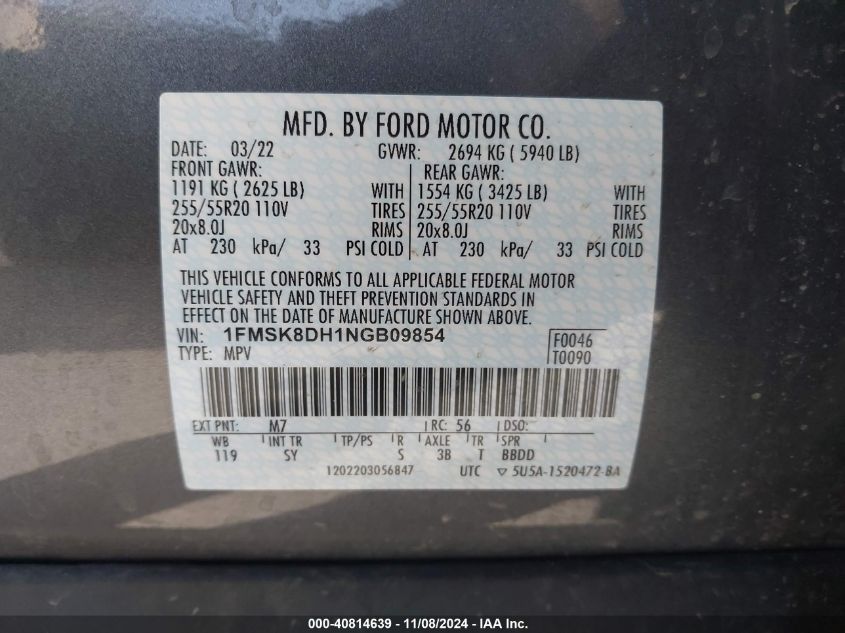 MFD. BY FORD MOTOR CO.
DATE: 03/22 GVWR: 2694 KG ( 5940 LB)
FRONT GAWR: REAR GAWR:
1191 KG ( 2625 LB) WITH 1554 KG ( 3425 LB) WITH
255/55R20 110V TIRES 255/55R20 110V TIRES
20x8.0J RIMS 20x8.0J RIMS
AT 230 kPa/ 33 PSI COLD AT 230 kPa/ 33 PSI COLD
THIS VEHICLE CONFORMS TO ALL APPLICABLE FEDERAL MOTOR
VEHICLE SAFETY AND THEFT PREVENTION STANDARDS IN
EFFECT ON THE DATE OF MANUFACTURE SHOWN ABOVE.
VIN: 1FMSK8DH1NGB09854 F0046
TYPE: MPV T0090
EXT PNT: M7 RC: 56 DSO:
WB INT TR TP/PS R AXLE TR SPR
119 SY S 3B T BBDD
1202203056847 UTC ▽ 5U5A-1520472-BA
000-40814639 - 11/08/2024 - IAA Inc.